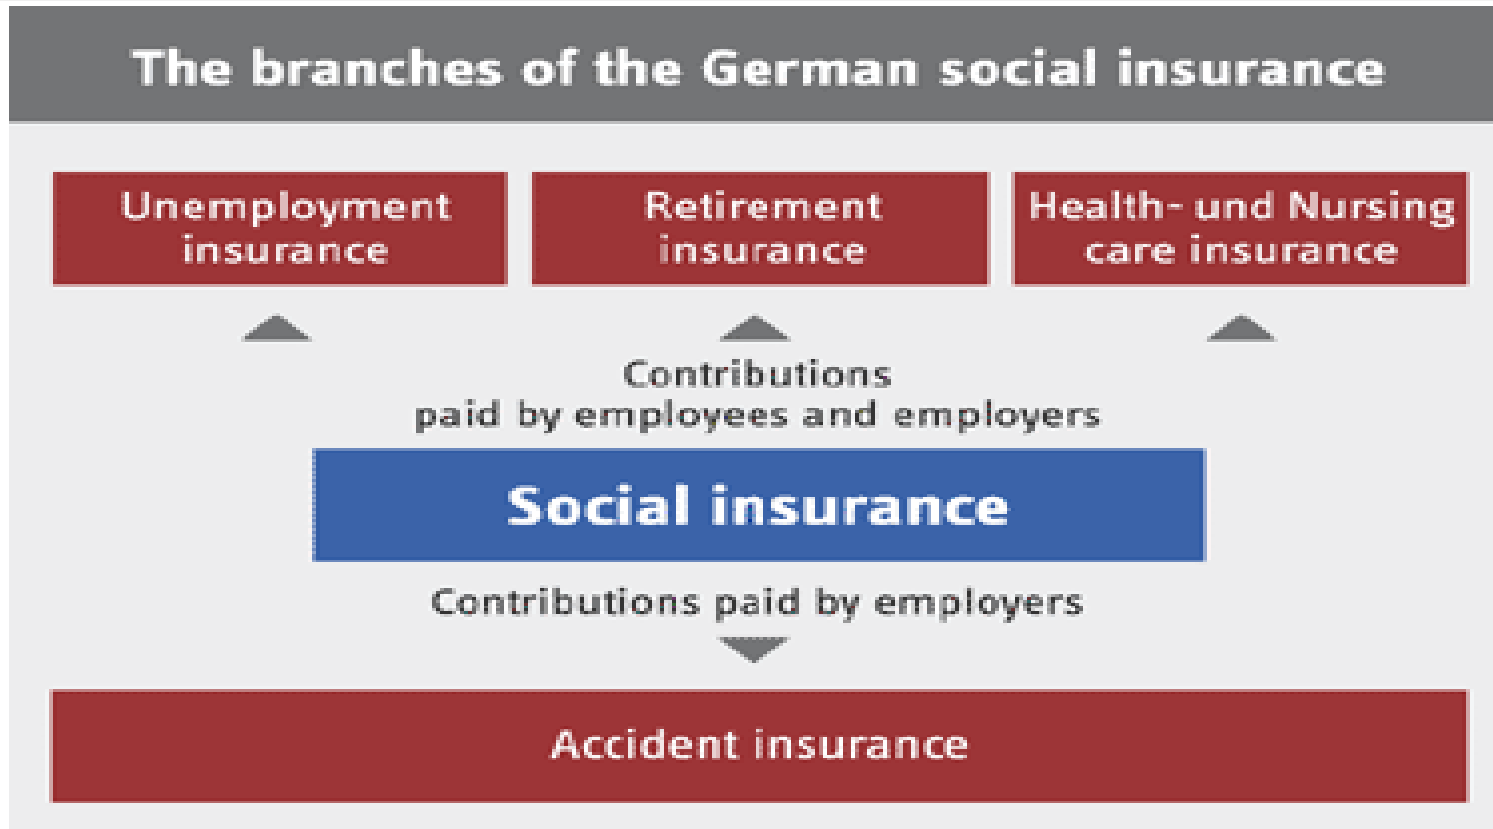 The branches of the German social insurance
Unemployment
insurance
Retirement
insurance
Health- und Nursing
care insurance
Contributions
paid by employees and employers
Social insurance
Contributions paid by employers
Accident insurance